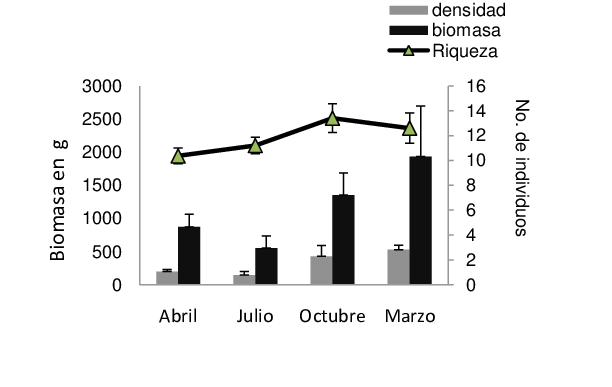 densidad
biomasa
Riqueza
3000
2500
2000
1500
1000
500
0
Biomasa en g
16
14
12
10
8
6
4
2
0
No. de individuos
Abril Julio Octubre Marzo